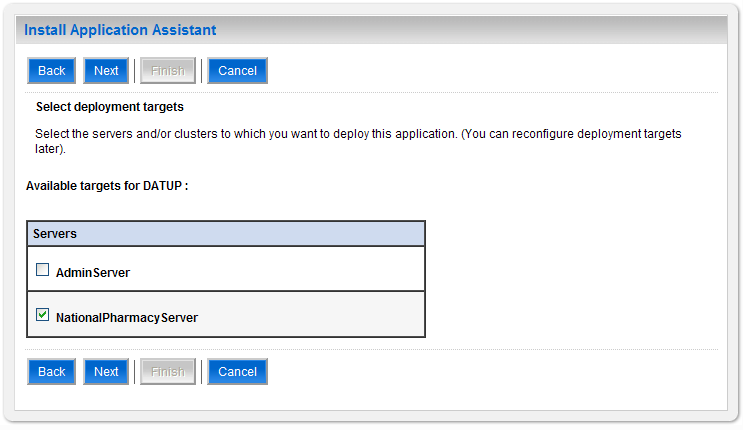 Install Application Assistant
Back Next Finish Cancel
Select deployment targets
Select the servers and/or clusters to which you want to deploy this application. (You can reconfigure deployment targets
later).
Available targets for DATUP :
Servers
AdminServer
NationalPharmacyServer
Back Next Finish Cancel